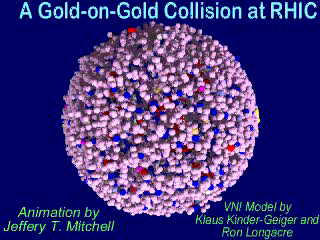 A Gold-on-Gold Collision at RHIC
Animation by
Jeffery T. Mitchell
VNI Model by
Klaus Kinder-Geiger and
Ron Longacre